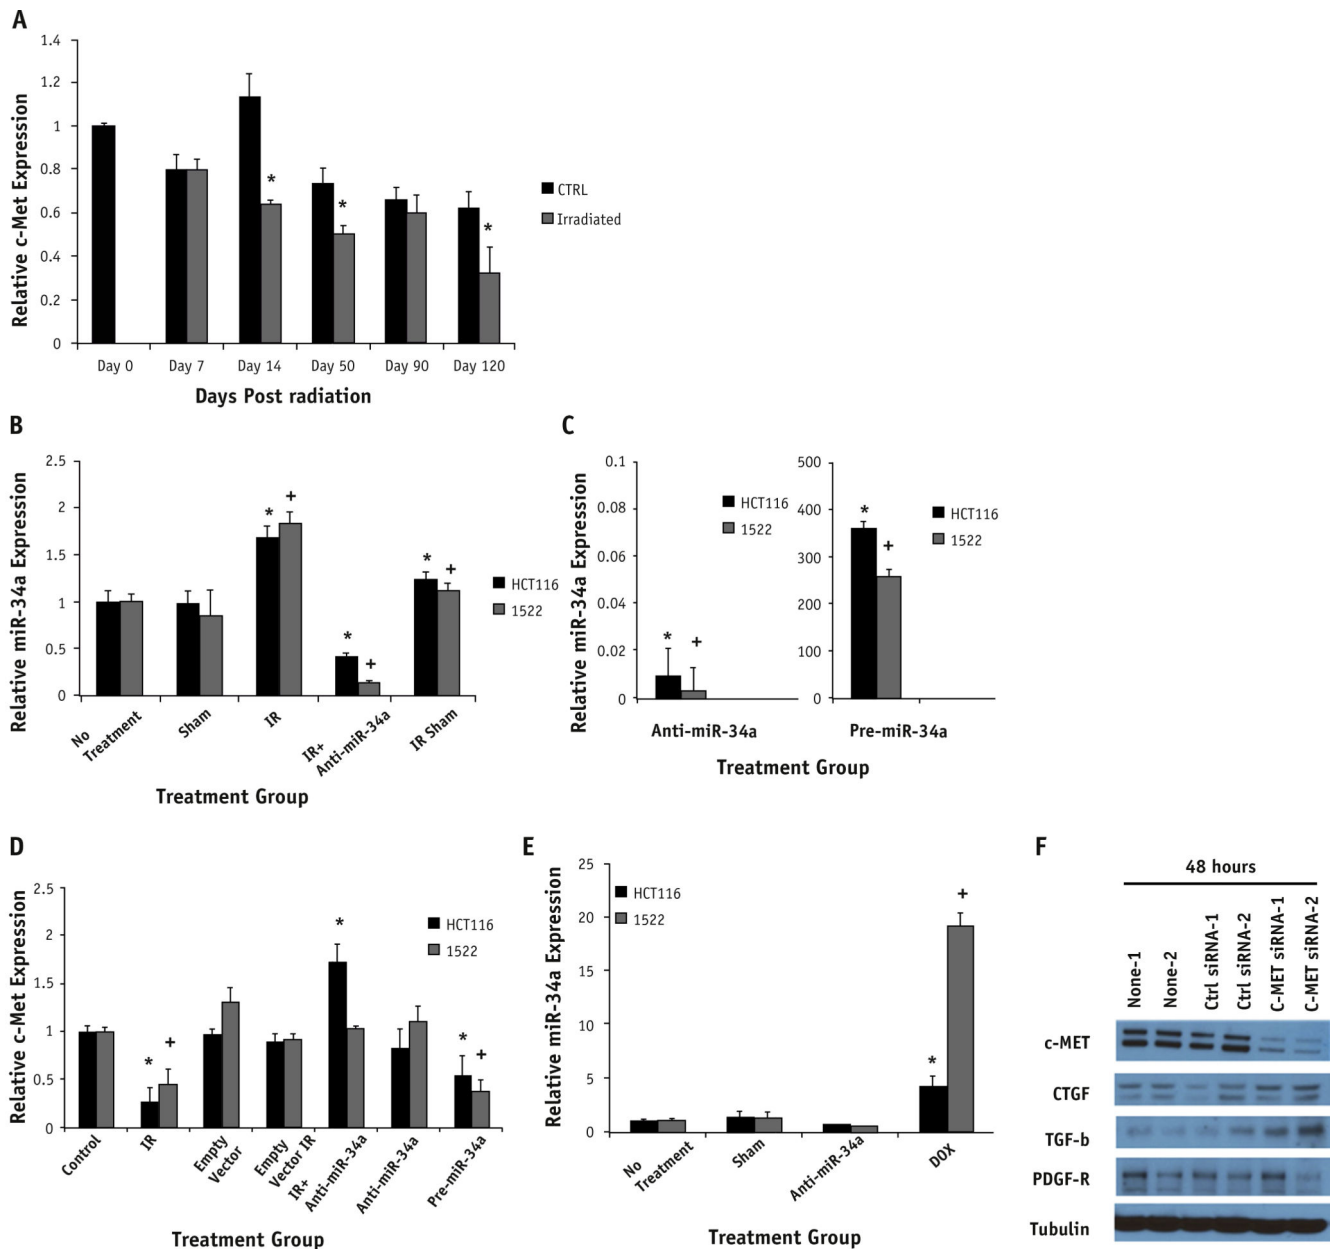 A
Relative c-Met Expression
1.4
1.2
1
0.8
0.6
0.4
0.2
0
*
*
*
CTRL
Irradiated
Day 0 Day 7 Day 14 Day 50 Day 90 Day 120
Days Post radiation
B
Relative miR-34a Expression
2.5
2
1.5
1
0.5
0
* +
* +
* +
HCT116
1522
No Treatment
Sham
IR
IR+ Anti-miR-34a
IR Sham
Treatment Group
C
Relative miR-34a Expression
0.1
0.08
0.06
0.04
0.02
0
* +
HCT116
1522
Anti-miR-34a
500
400
300
200
100
0
* +
HCT116
1522
Pre-miR-34a
Treatment Group
D
Relative c-Met Expression
2.5
2
1.5
1
0.5
0
* +
*
* +
HCT116
1522
Control
IR
Empty Vector
Empty Vector IR
IR+ Anti-miR-34a
Anti-miR-34a
Pre-miR-34a
Treatment Group
E
Relative miR-34a Expression
25
20
15
10
5
0
HCT116
1522
* +
No Treatment
Sham
Anti-miR-34a
DOX
Treatment Group
F
48 hours
None-1
None-2
Ctrl siRNA-1
Ctrl siRNA-2
C-MET siRNA-1
C-MET siRNA-2
c-MET
CTGF
TGF-b
PDGF-R
Tubulin